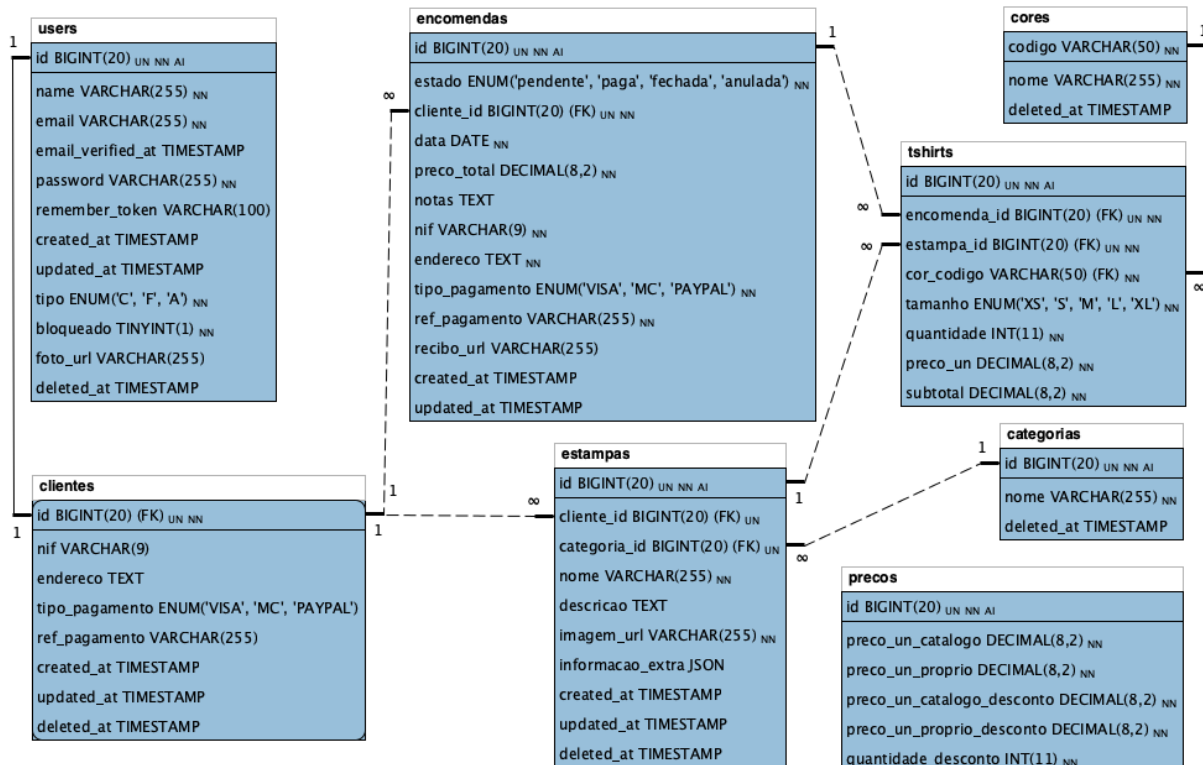 users
1
id BIGINT(20) UN NN AI
name VARCHAR(255) NN
email VARCHAR(255) NN
email_verified_at TIMESTAMP
password VARCHAR(255) NN
remember_token VARCHAR(100)
created_at TIMESTAMP
updated_at TIMESTAMP
tipo ENUM('C', 'F', 'A') NN
bloqueado TINYINT(1) NN
foto_url VARCHAR(255)
deleted_at TIMESTAMP
encomendas
id BIGINT(20) UN NN AI
1
estado ENUM('pendente', 'paga', 'fechada', 'anulada') NN
∞
cliente_id BIGINT(20) (FK) UN NN
data DATE NN
preco_total DECIMAL(8,2) NN
notas TEXT
nif VARCHAR(9) NN
endereco TEXT NN
tipo_pagamento ENUM('VISA', 'MC', 'PAYPAL') NN
ref_pagamento VARCHAR(255) NN
recibo_url VARCHAR(255)
created_at TIMESTAMP
updated_at TIMESTAMP
cores
1
codigo VARCHAR(50) NN
nome VARCHAR(255) NN
deleted_at TIMESTAMP
tshirts
id BIGINT(20) UN NN AI
∞
encomenda_id BIGINT(20) (FK) UN NN
∞
estampa_id BIGINT(20) (FK) UN NN
cor_codigo VARCHAR(50) (FK) NN
∞
tamanho ENUM('XS', 'S', 'M', 'L', 'XL') NN
quantidade INT(11) NN
preco_un DECIMAL(8,2) NN
subtotal DECIMAL(8,2) NN
clientes
1
id BIGINT(20) (FK) UN NN
1
1
nif VARCHAR(9)
endereco TEXT
tipo_pagamento ENUM('VISA', 'MC', 'PAYPAL')
ref_pagamento VARCHAR(255)
created_at TIMESTAMP
updated_at TIMESTAMP
deleted_at TIMESTAMP
estampas
id BIGINT(20) UN NN AI
1
∞
cliente_id BIGINT(20) (FK) UN
categoria_id BIGINT(20) (FK) UN
∞
nome VARCHAR(255) NN
descricao TEXT
imagem_url VARCHAR(255) NN
informacao_extra JSON
created_at TIMESTAMP
updated_at TIMESTAMP
deleted_at TIMESTAMP
categorias
1
id BIGINT(20) UN NN AI
nome VARCHAR(255) NN
deleted_at TIMESTAMP
precos
id BIGINT(20) UN NN AI
preco_un_catalogo DECIMAL(8,2) NN
preco_un_proprio DECIMAL(8,2) NN
preco_un_catalogo_desconto DECIMAL(8,2) NN
preco_un_proprio_desconto DECIMAL(8,2) NN
quantidade_desconto INT(11) NN